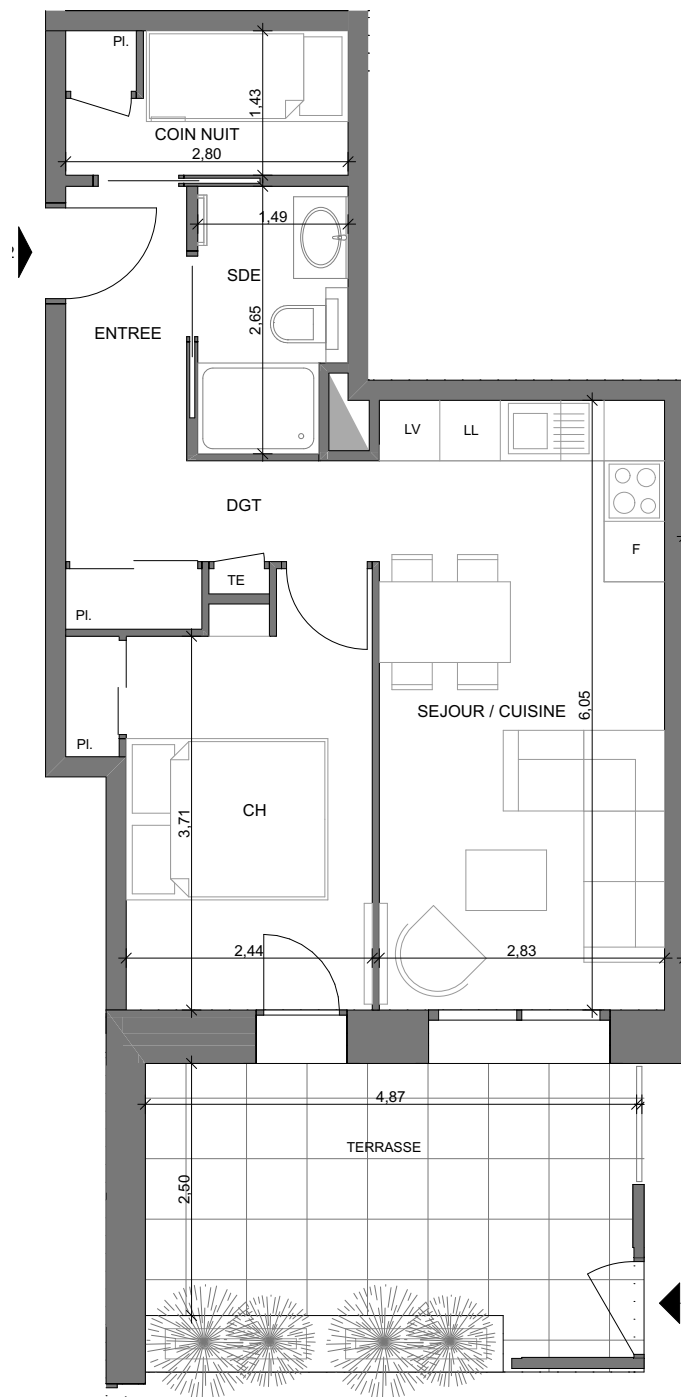 Pl.
1,43
COIN NUIT
2,80
1,49
SDE
2,65
ENTREE
LV
LL
DGT
F
TE
Pl.
SEJOUR / CUISINE
6,05
Pl.
CH
3,71
2,44
2,83
4,87
TERRASSE
2,50